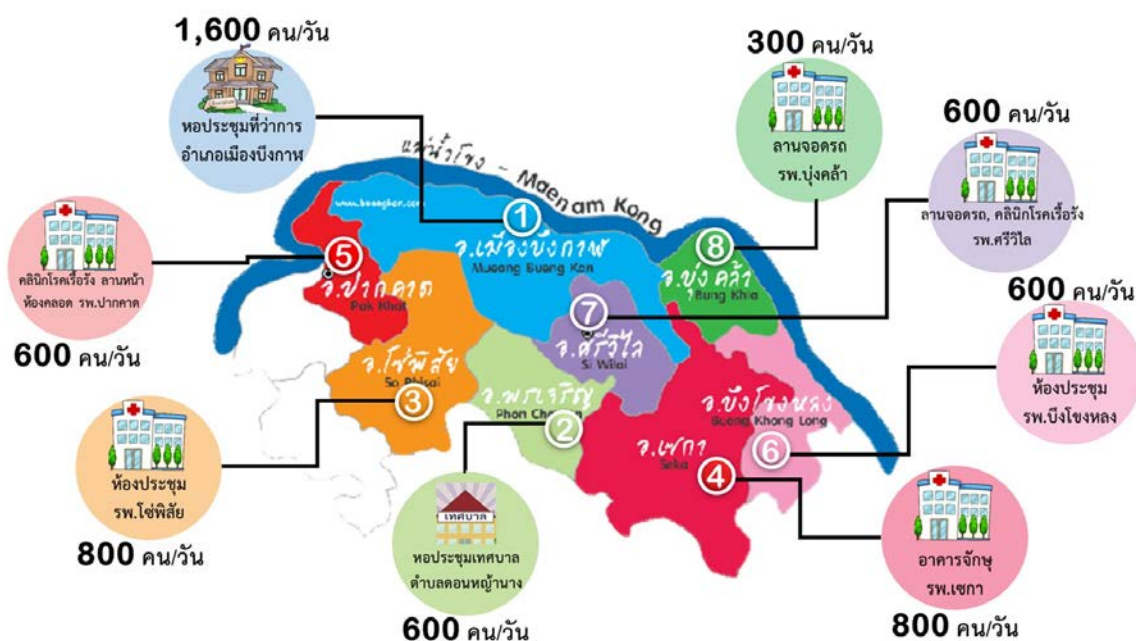 1,600 คน/วัน
หอประชุมที่ว่าการ
อำเภอเมืองบึงกาฬ
300 คน/วัน
ลานจอดรถ
รพ.บุ่งคล้า
600 คน/วัน
ลานจอดรถ, คลินิกโรคเรื้อรัง
รพ.ศรีวิไล
แม่น้ำโขง - Maenam Kong
www.buongkan.com
1
อ.เมืองบึงกาฬ
Mueang Bueng Kan
8
อ.บุ่งคล้า
Bung Khla
5
อ.ปากคาด
Pak Khat
คลินิกโรคเรื้อรัง ลานหน้า
ห้องคลอด รพ.ปากคาด
600 คน/วัน
7
อ.ศรีวิไล
Si Wilai
600 คน/วัน
ห้องประชุม
รพ.บึงโขงหลง
อ.โซ่พิสัย
So Phisai
3
อ.พรเจริญ
Phon Charoen
2
อ.บึงโขงหลง
Bueng Khong Long
6
อ.เซกา
Seka
4
ห้องประชุม
รพ.โซ่พิสัย
800 คน/วัน
เทศบาล
หอประชุมเทศบาล
ตำบลดอนหญ้านาง
600 คน/วัน
อาคารจักษุ
รพ.เซกา
800 คน/วัน